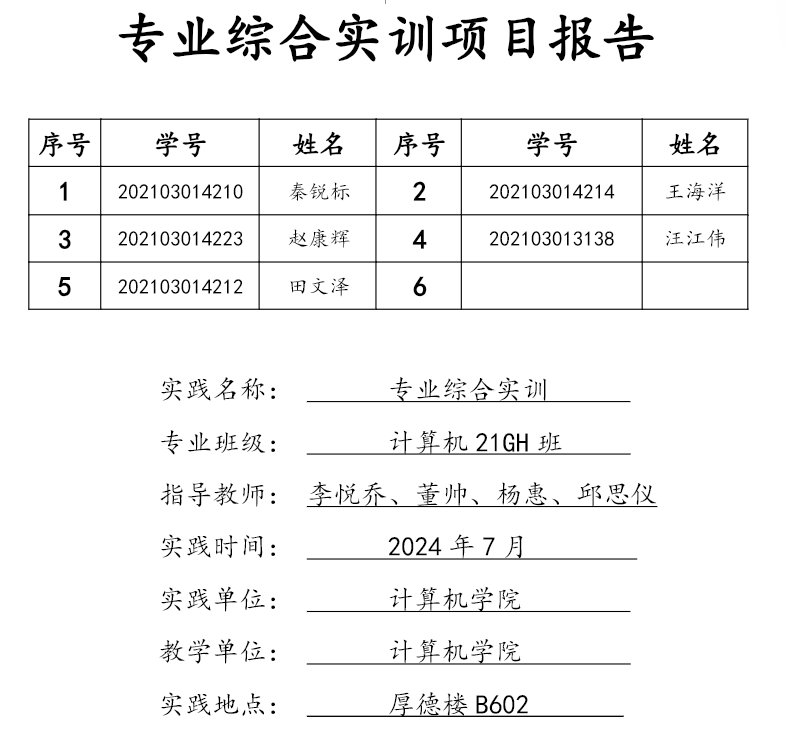 专业综合实训项目报告
序号 学号 姓名 序号 学号 姓名
1 202103014210 秦锐标 2 202103014214 王海洋
3 202103014223 赵康辉 4 202103013138 汪江伟
5 202103014212 田文泽 6
实践名称： 专业综合实训
专业班级： 计算机 21GH 班
指导教师： 李悦乔、董帅、杨惠、邱思仪
实践时间： 2024 年 7 月
实践单位： 计算机学院
教学单位： 计算机学院
实践地点： 厚德楼 B602